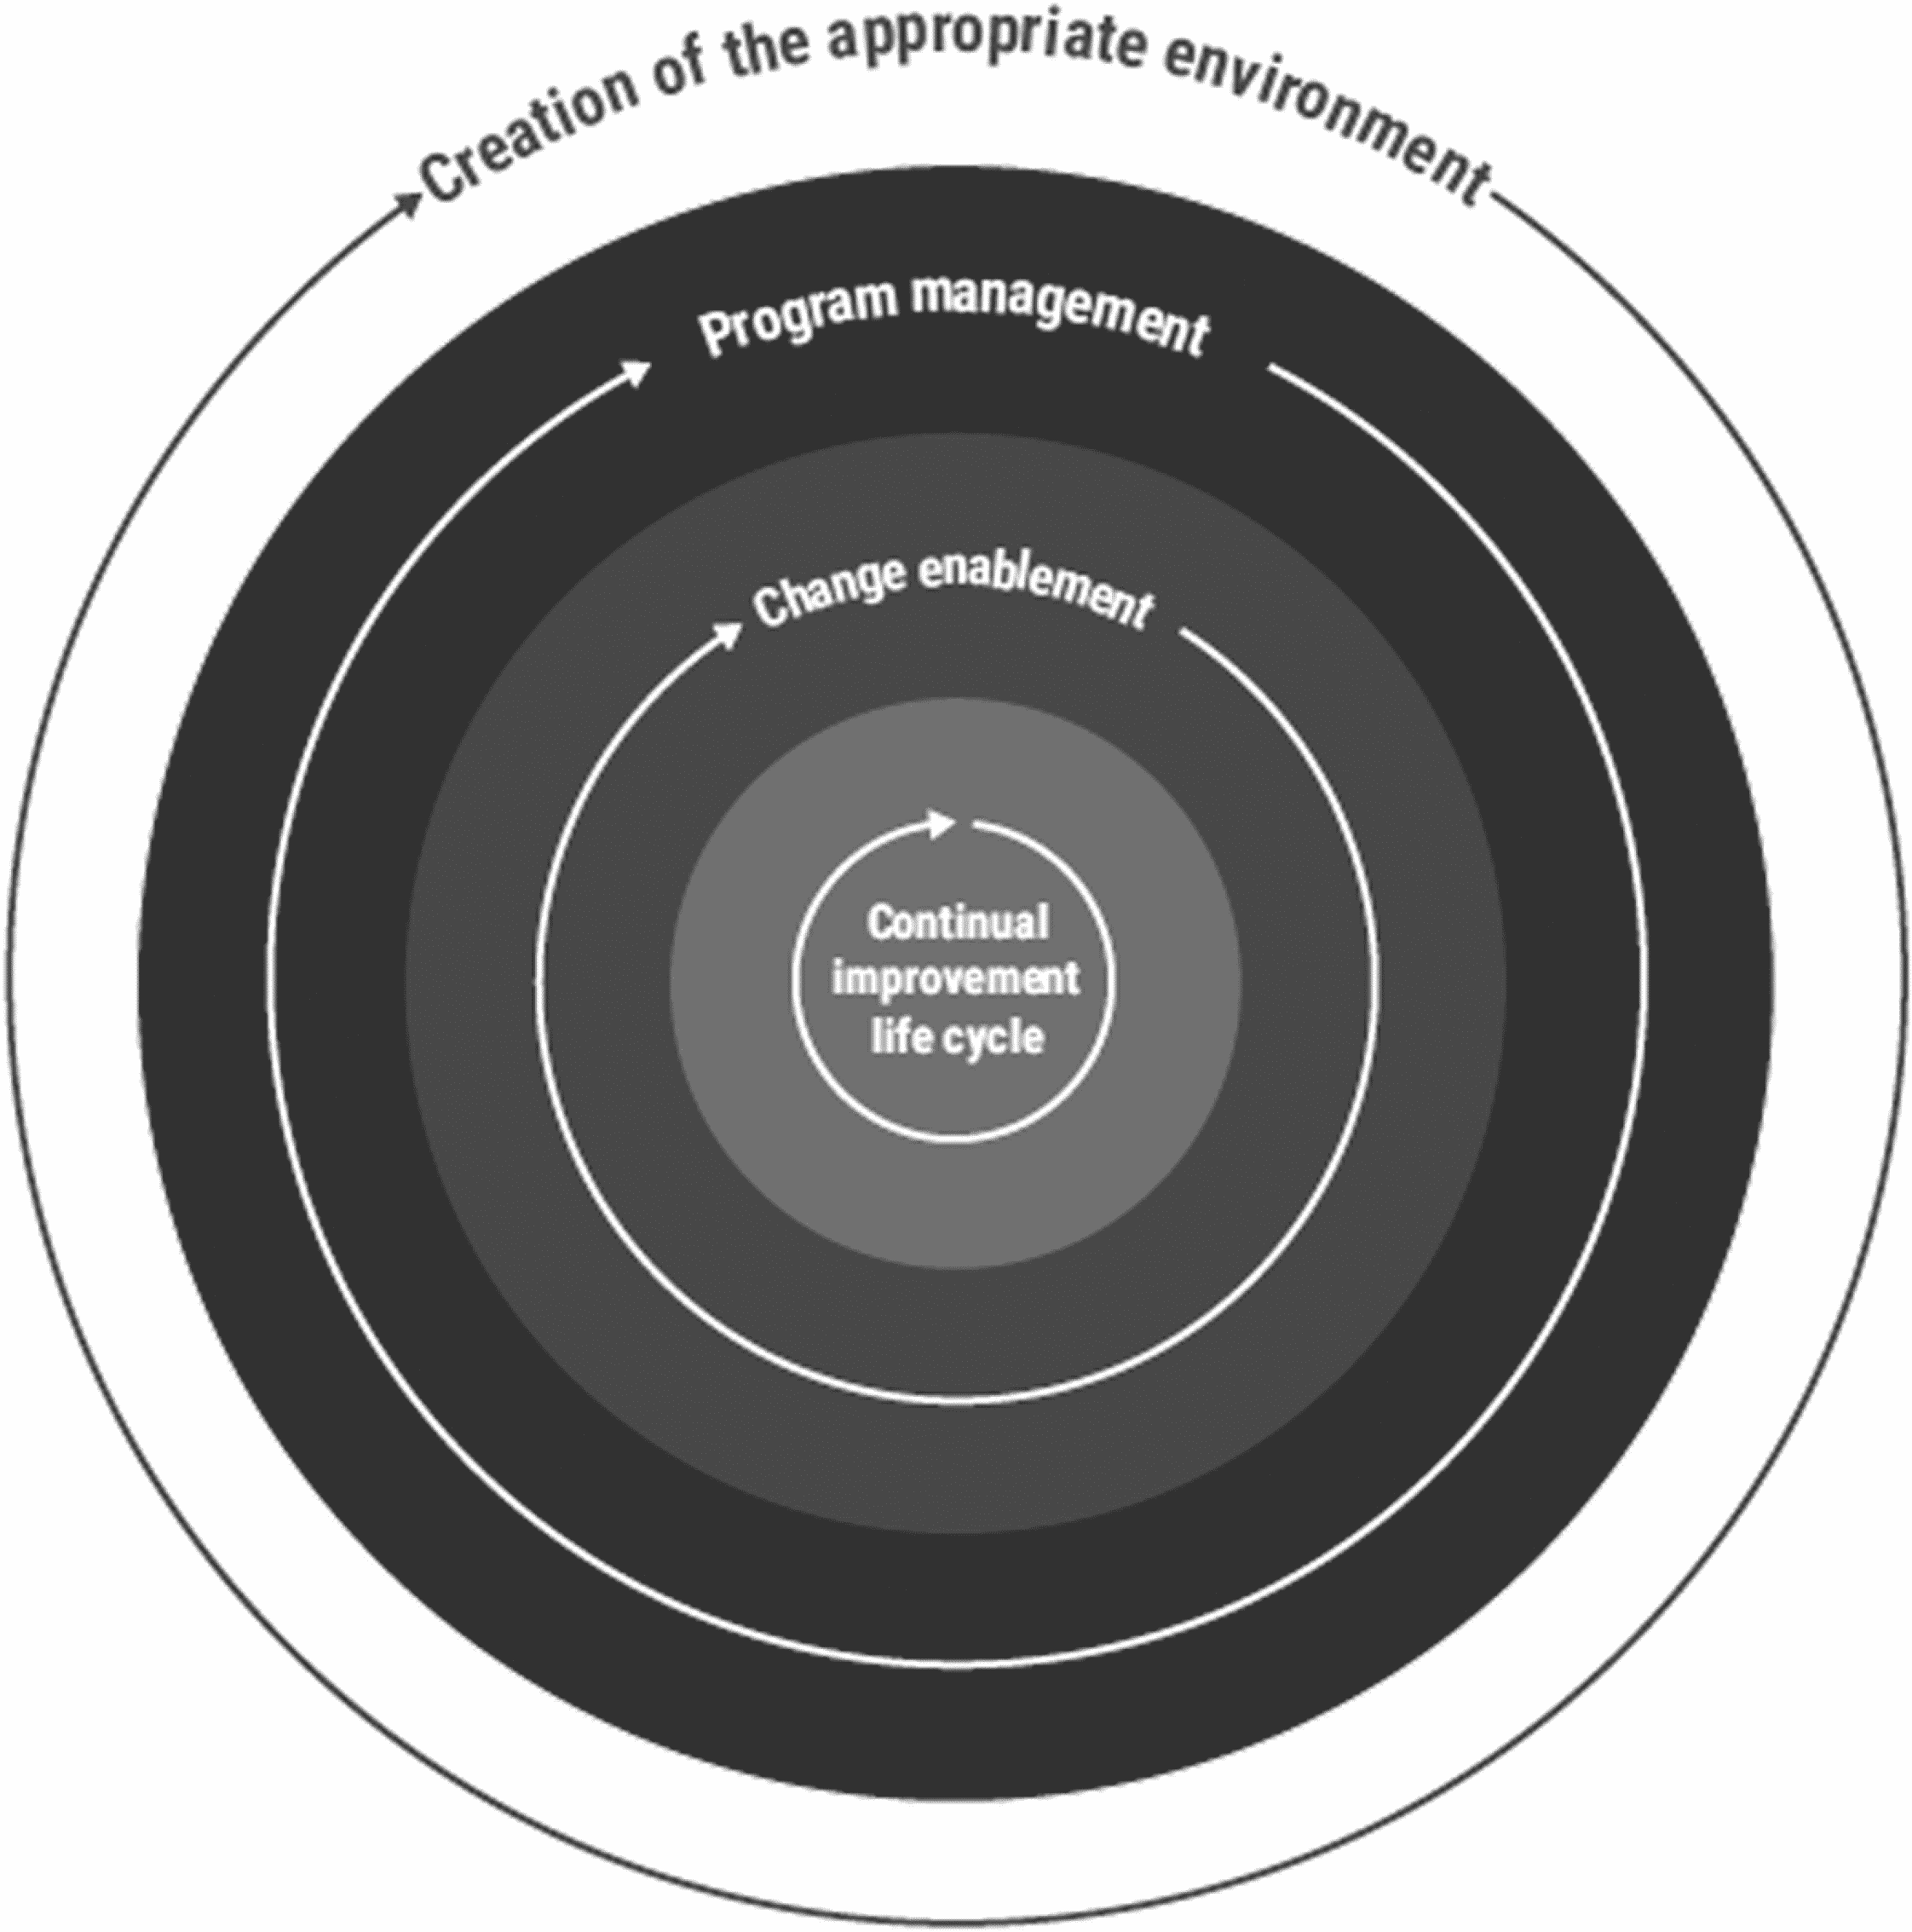 Creation of the appropriate environment
Program management
Change enablement
Continual
improvement
life cycle